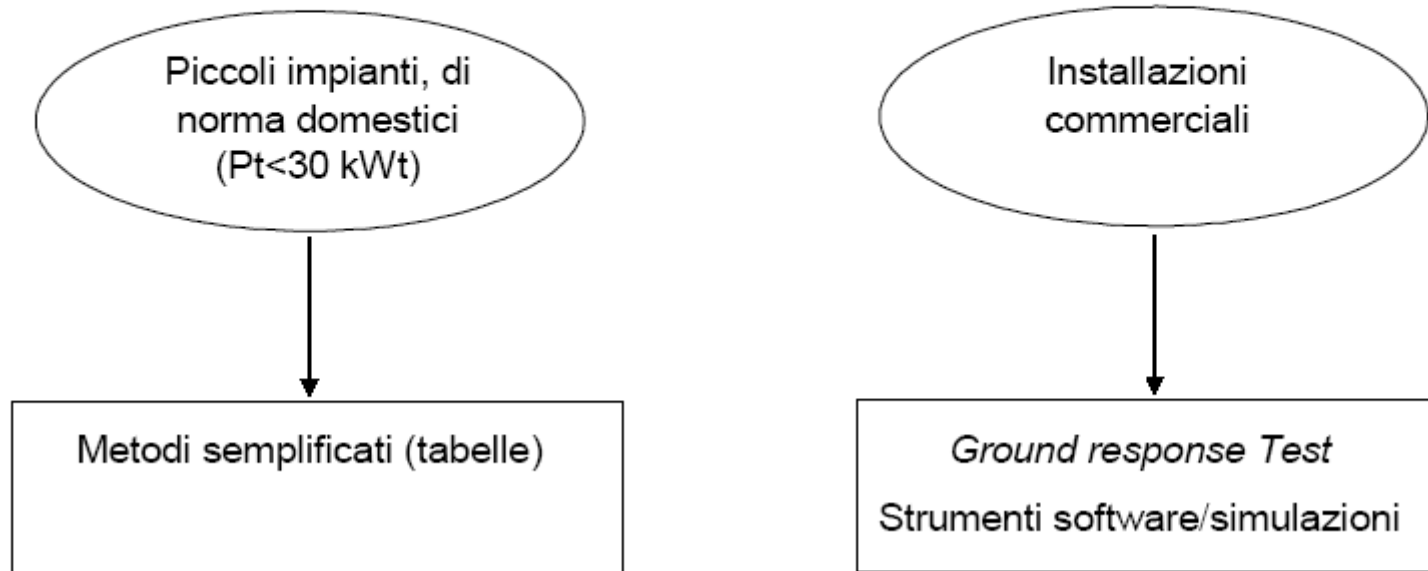 Piccoli impianti, di
norma domestici
(Pt<30 kWt)
Metodi semplificati (tabelle)
Installazioni
commerciali
Ground response Test
Strumenti software/simulazioni